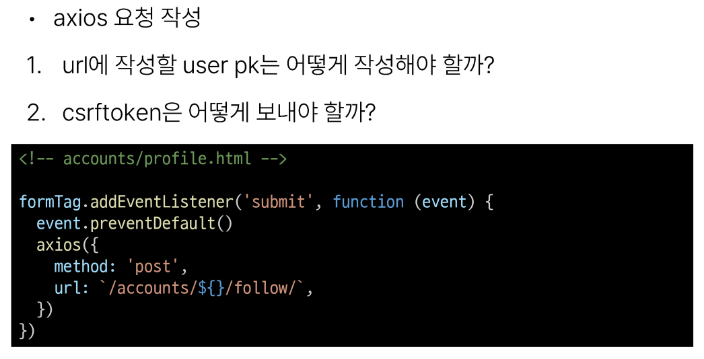 • axios 요청 작성
1. url에 작성할 user pk는 어떻게 작성해야 할까?
2. csrftoken은 어떻게 보내야 할까?
<!-- accounts/profile.html -->
formTag.addEventListener('submit', function (event) {
  event.preventDefault()
  axios({
    method: 'post',
    url: `/accounts/${}/follow/`,
  })
})